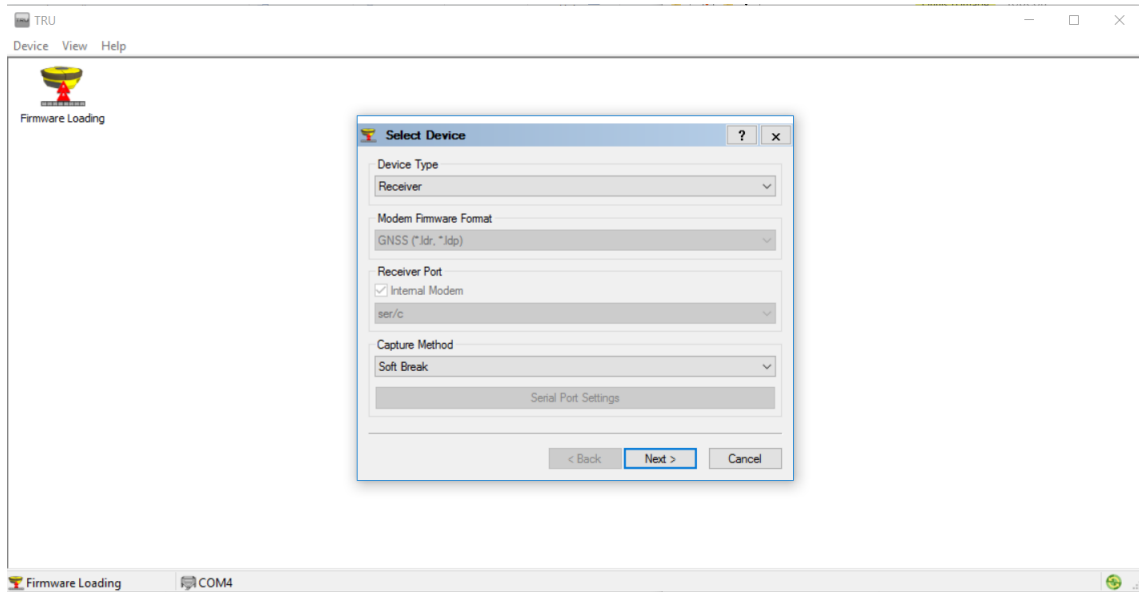 TRU
Device View Help
Firmware Loading
Select Device
?
Device Type
Receiver
Modem Firmware Format
GNSS (*.ldr, *.ldp)
Receiver Port
Internal Modem
ser/c
Capture Method
Soft Break
Serial Port Settings
< Back Next > Cancel
Firmware Loading COM4